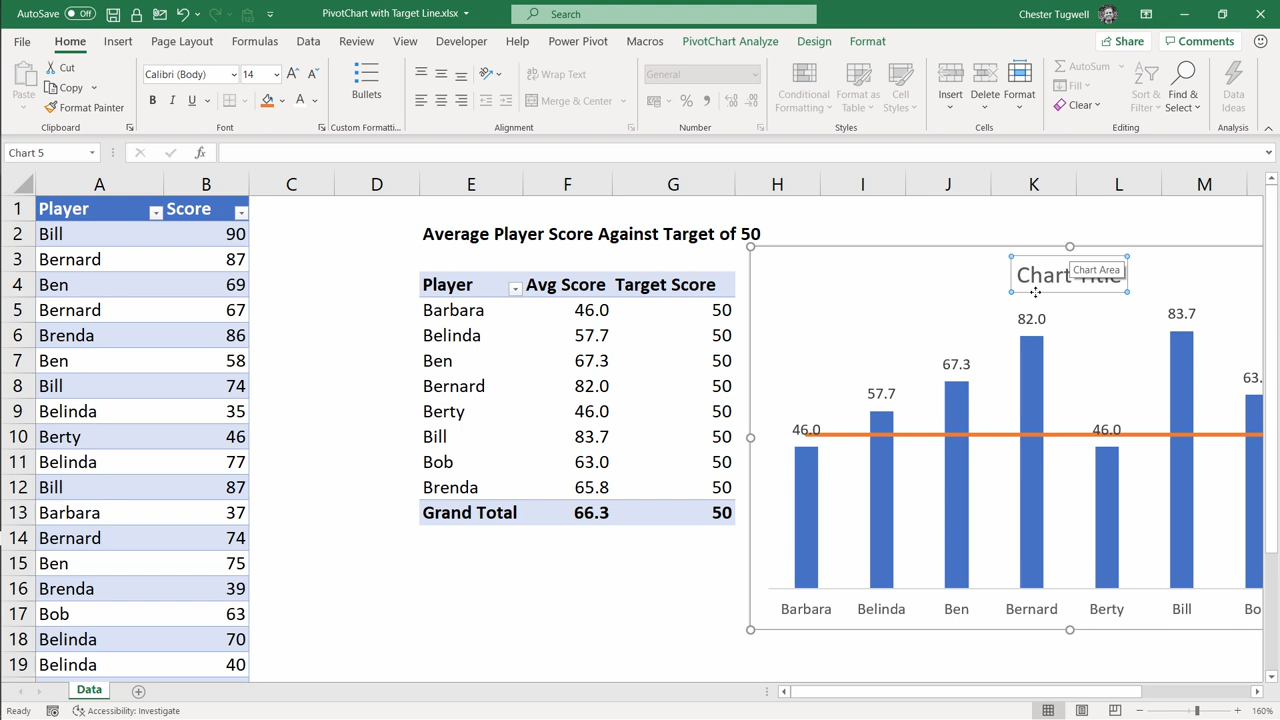 AutoSave Off PivotChart with Target Line.xlsx Search Chester Tugwell
File Home Insert Page Layout Formulas Data Review View Developer Help Power Pivot Macros PivotChart Analyze Design Format Share Comments
Paste Cut Copy Format Painter Clipboard
Calibri (Body) 14 B I U A Font
Bullets Custom Formatti...
Wrap Text Merge & Center Alignment
General % Number
Conditional Formatting Format as Table Cell Styles Styles
Insert Delete Format Cells
AutoSum Fill Clear Sort & Filter Find & Select Editing
Data Ideas Analysis
Chart 5 fx
A B C D E F G H I J K L M
1 Player Score
2 Bill 90 Average Player Score Against Target of 50
3 Bernard 87
4 Ben 69 Player Avg Score Target Score
5 Bernard 67 Barbara 46.0 50
6 Brenda 86 Belinda 57.7 50
7 Ben 58 Ben 67.3 50
8 Bill 74 Bernard 82.0 50
9 Belinda 35 Berty 46.0 50
10 Berty 46 Bill 83.7 50
11 Belinda 77 Bob 63.0 50
12 Bill 87 Brenda 65.8 50
13 Barbara 37 Grand Total 66.3 50
14 Bernard 74
15 Ben 75
16 Brenda 39
17 Bob 63
18 Belinda 70
19 Belinda 40
Chart Title
Chart Area
46.0 57.7 67.3 82.0 46.0 83.7 63.
Barbara Belinda Ben Bernard Berty Bill Bo
Data
Ready Accessibility: Investigate 160%